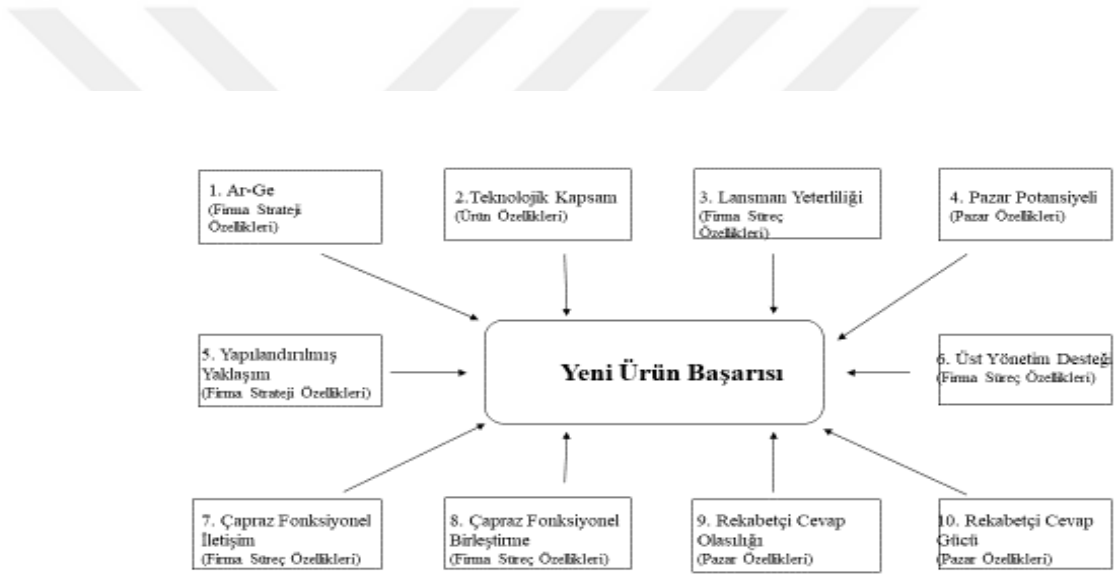 1. Ar-Ge
(Firma Strateji
Özellikleri)
2.Teknolojik Kapsam
(Ürün Özellikleri)
3. Lansman Yeterliliği
(Firma Süreç
Özellikleri)
4. Pazar Potansiyeli
(Pazar Özellikleri)
5. Yapılandırılmış
Yaklaşım
(Firma Strateji Özellikleri)
Yeni Ürün Başarısı
6. Üst Yönetim Desteği
(Firma Süreç Özellikleri)
7. Çapraz Fonksiyonel
İletişim
(Firma Süreç Özellikleri)
8. Çapraz Fonksiyonel
Birleştirme
(Firma Süreç Özellikleri)
9. Rekabetçi Cevap
Olasılığı
(Pazar Özellikleri)
10. Rekabetçi Cevap
Gücü
(Pazar Özellikleri)